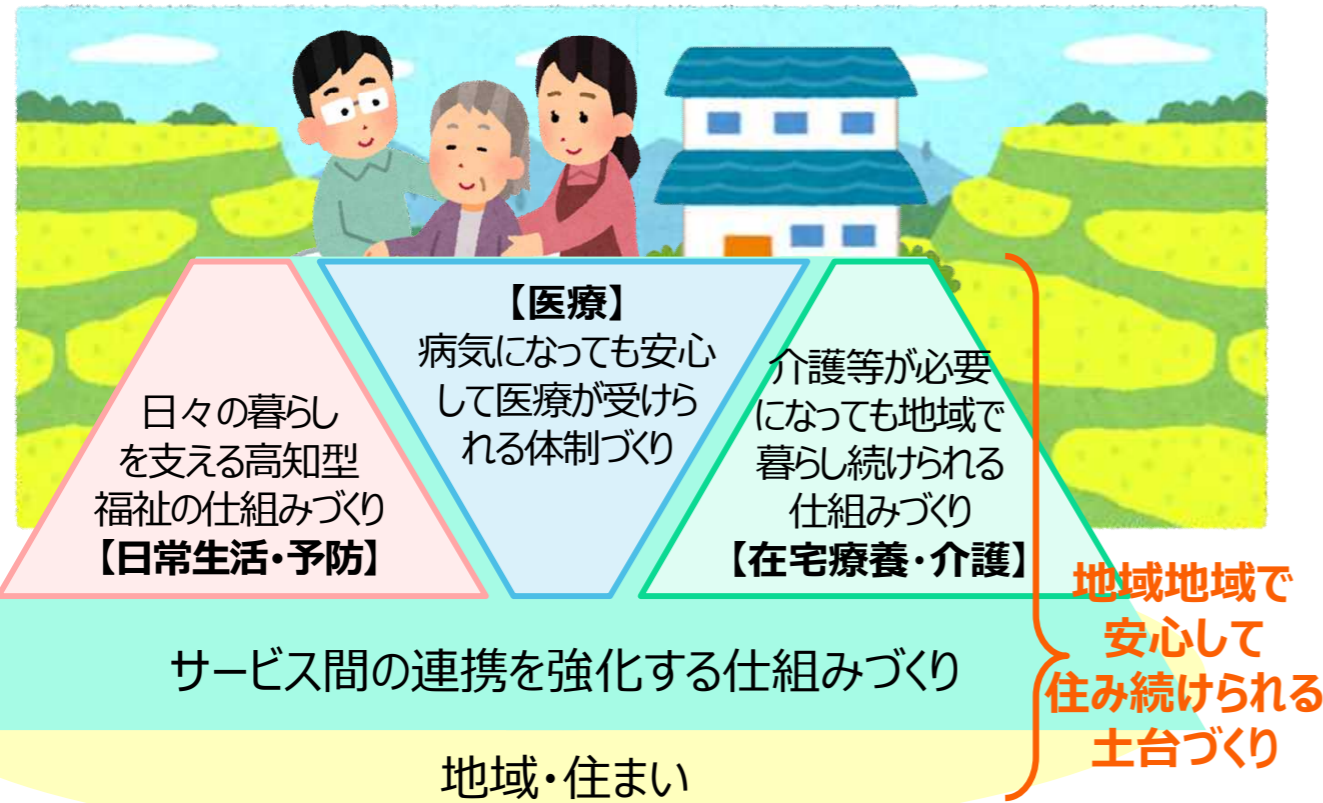 日々の暮らし
を支える高知型
福祉の仕組みづくり
【日常生活・予防】
【医療】
病気になっても安心
して医療が受けら
れる体制づくり
介護等が必要
になっても地域で
暮らし続けられる
仕組みづくり
【在宅療養・介護】
サービス間の連携を強化する仕組みづくり
地域・住まい
地域地域で
安心して
住み続けられる
土台づくり